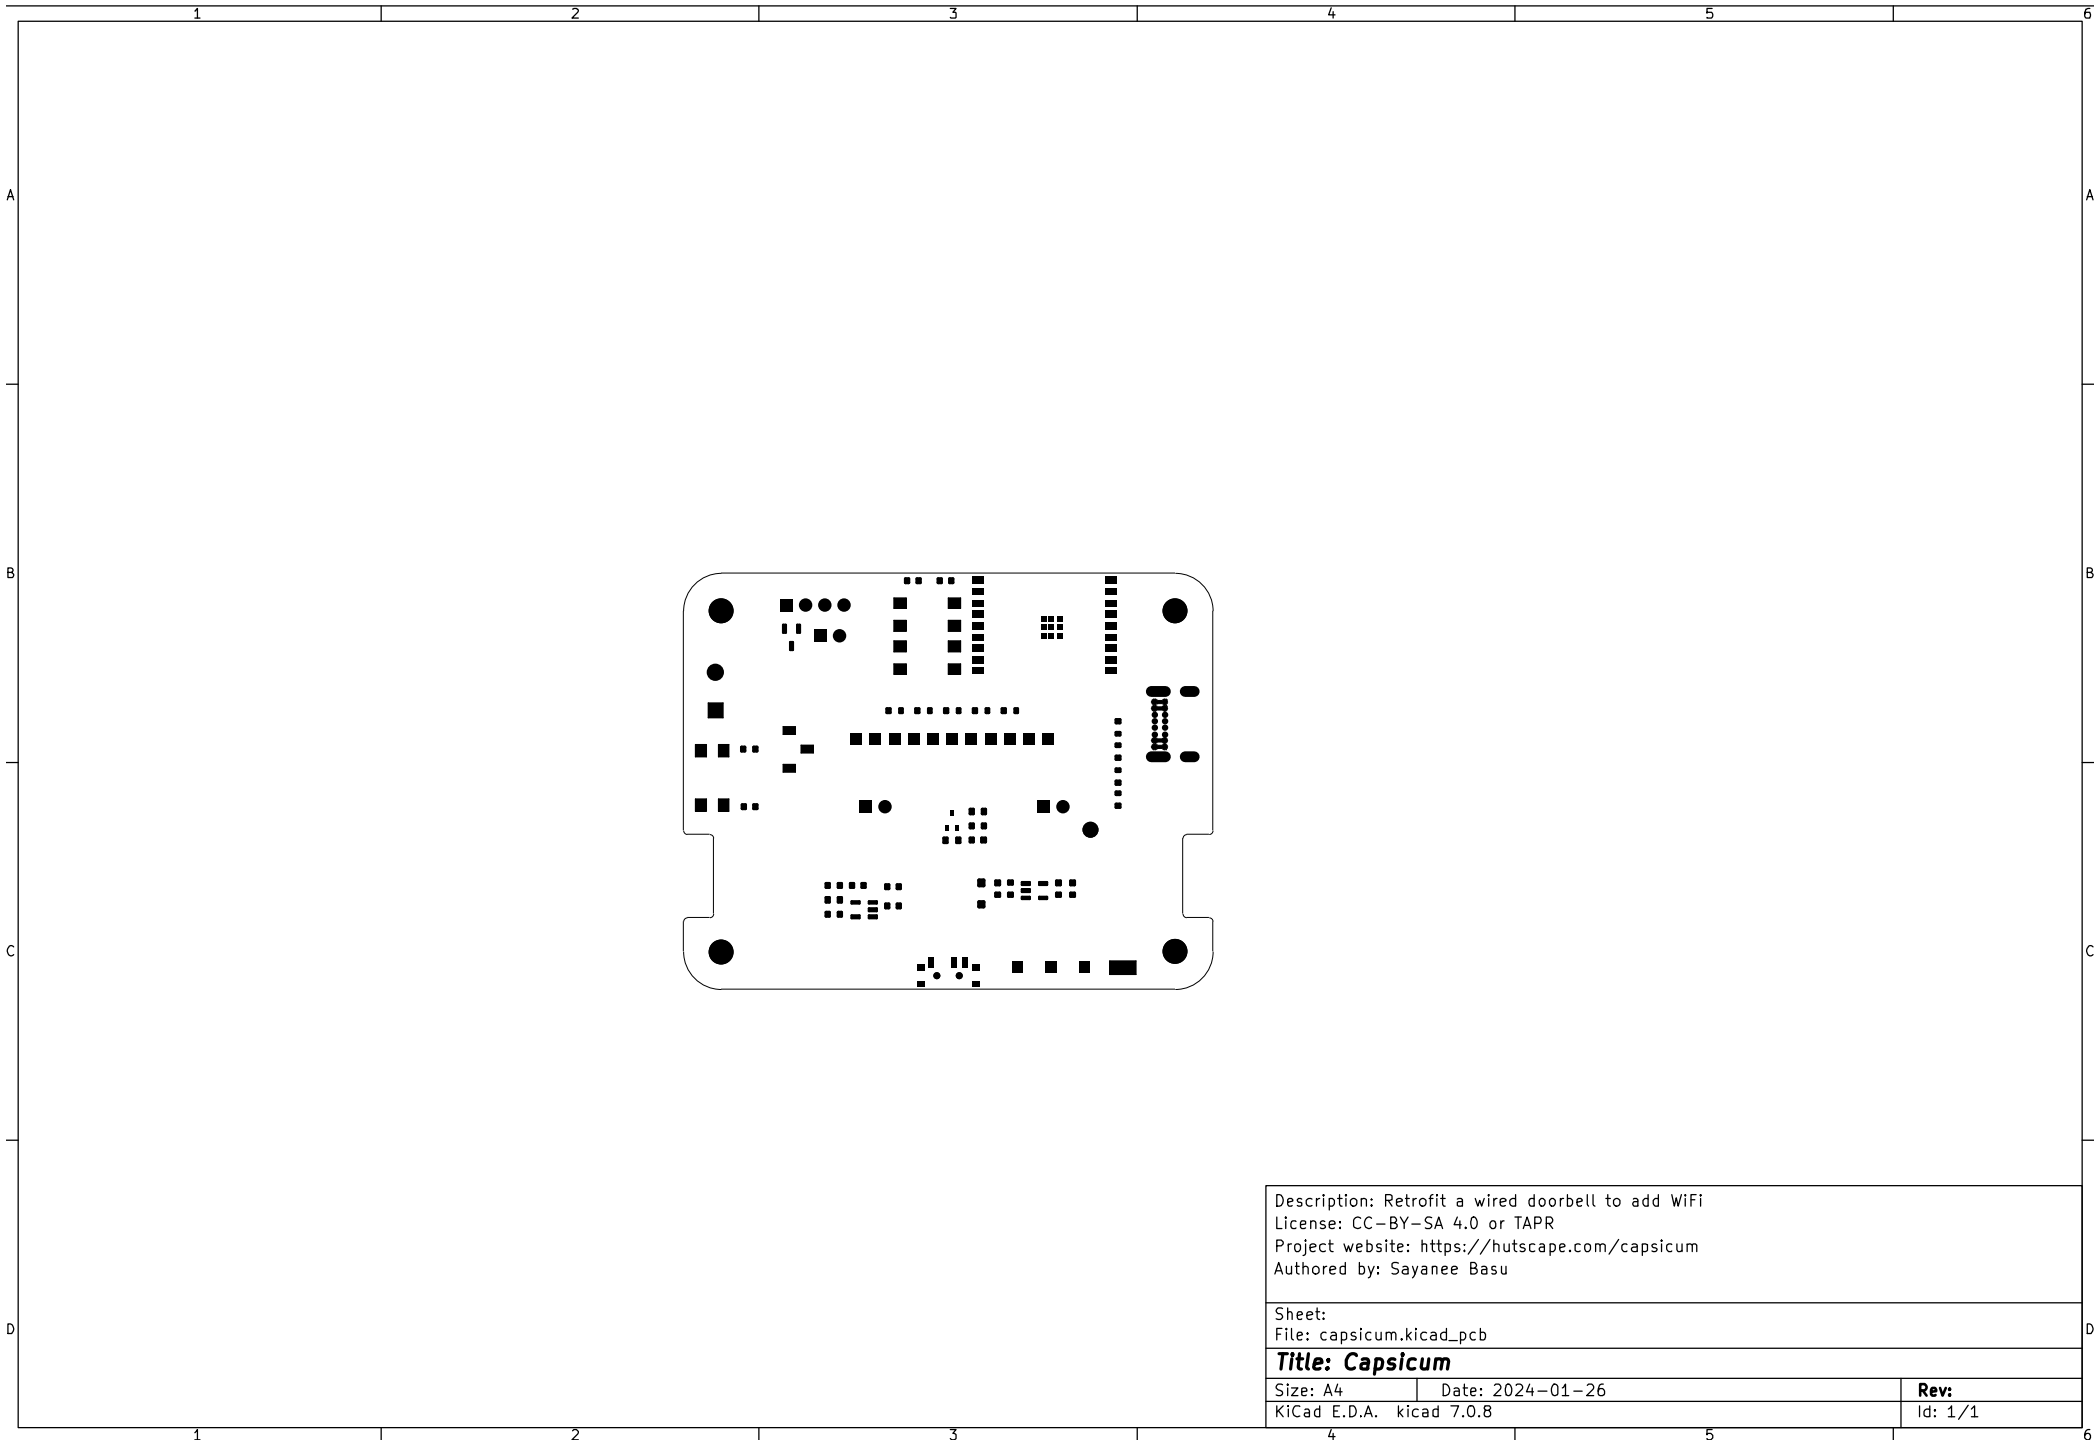 1 2 3 4 5 6
A A
B B
C C
Description: Retrofit a wired doorbell to add WiFi
License: CC-BY-SA 4.0 or TAPR
Project website: https://hutscape.com/capsicum
Authored by: Sayanee Basu
Sheet:
D D
File: capsicum.kicad_pcb
Title: Capsicum
Size: A4 Date: 2024-01-26 Rev:
KiCad E.D.A. kicad 7.0.8 Id: 1/1
1 2 3 4 5 6